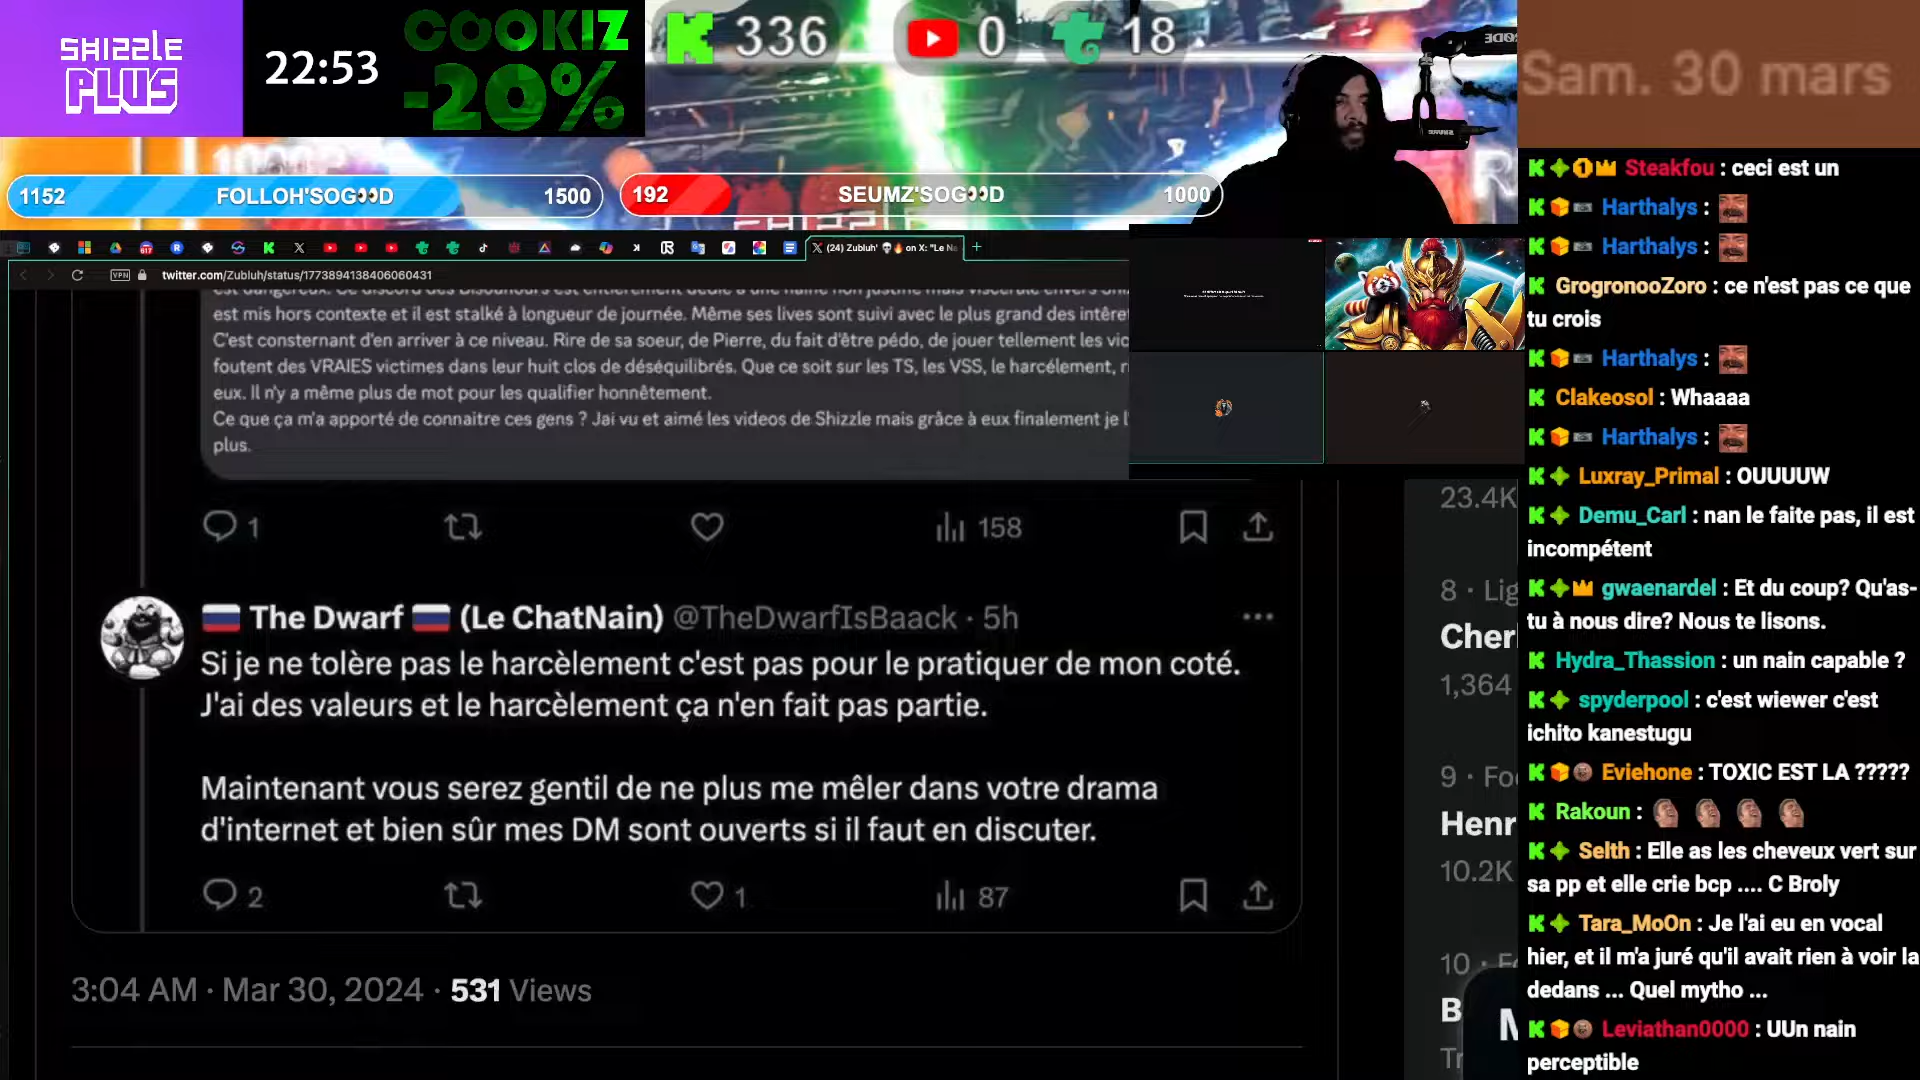 SHIZZLE
PLUS
22:53
COOKIZ
-20%
336
0
18
Sam. 30 mars
1152
FOLLOH'SOG👀D
1500
192
SEUMZ'SOG👀D
1000
(24) Zubluh' 💀🔥 on X: "Le N
VPN
twitter.com/Zubluh/status/1773894138406060431
est mis hors contexte et il est stalké à longueur de journée. Même ses lives sont suivi avec le plus grand des intêret
C'est consternant d'en arriver à ce niveau. Rire de sa soeur, de Pierre, du fait d'être pédo, de jouer tellement les vic
foutent des VRAIES victimes dans leur huit clos de déséquilibrés. Que ce soit sur les TS, les VSS, le harcélement,
eux. Il n'y a même plus de mot pour les qualifier honnêtement.
Ce que ça m'a apporté de connaitre ces gens ? Jai vu et aimé les videos de Shizzle mais grâce à eux finalement je l'
plus.
1
158
🇷🇺 The Dwarf 🇷🇺 (Le ChatNain) @TheDwarfIsBaack · 5h
Si je ne tolère pas le harcèlement c'est pas pour le pratiquer de mon coté.
J'ai des valeurs et le harcèlement ça n'en fait pas partie.
Maintenant vous serez gentil de ne plus me mêler dans votre drama
d'internet et bien sûr mes DM sont ouverts si il faut en discuter.
2
1
87
3:04 AM · Mar 30, 2024 · 531 Views
23.4K
8 · Lig
Cher
1,364
9 · Fo
Henr
10.2K
10 ·
B
Tr
M
Steakfou : ceci est un
Harthalys :
Harthalys :
GrogronooZoro : ce n'est pas ce que
tu crois
Harthalys :
Clakeosol : Whaaaa
Harthalys :
Luxray_Primal : OUUUUW
Demu_Carl : nan le faite pas, il est
incompétent
gwaenardel : Et du coup? Qu'as-
tu à nous dire? Nous te lisons.
Hydra_Thassion : un nain capable ?
spyderpool : c'est wiewer c'est
ichito kanestugu
Eviehone : TOXIC EST LA ?????
Rakoun :
Selth : Elle as les cheveux vert sur
sa pp et elle crie bcp .... C Broly
Tara_MoOn : Je l'ai eu en vocal
hier, et il m'a juré qu'il avait rien à voir la
dedans ... Quel mytho ...
Leviathan0000 : UUn nain
perceptible